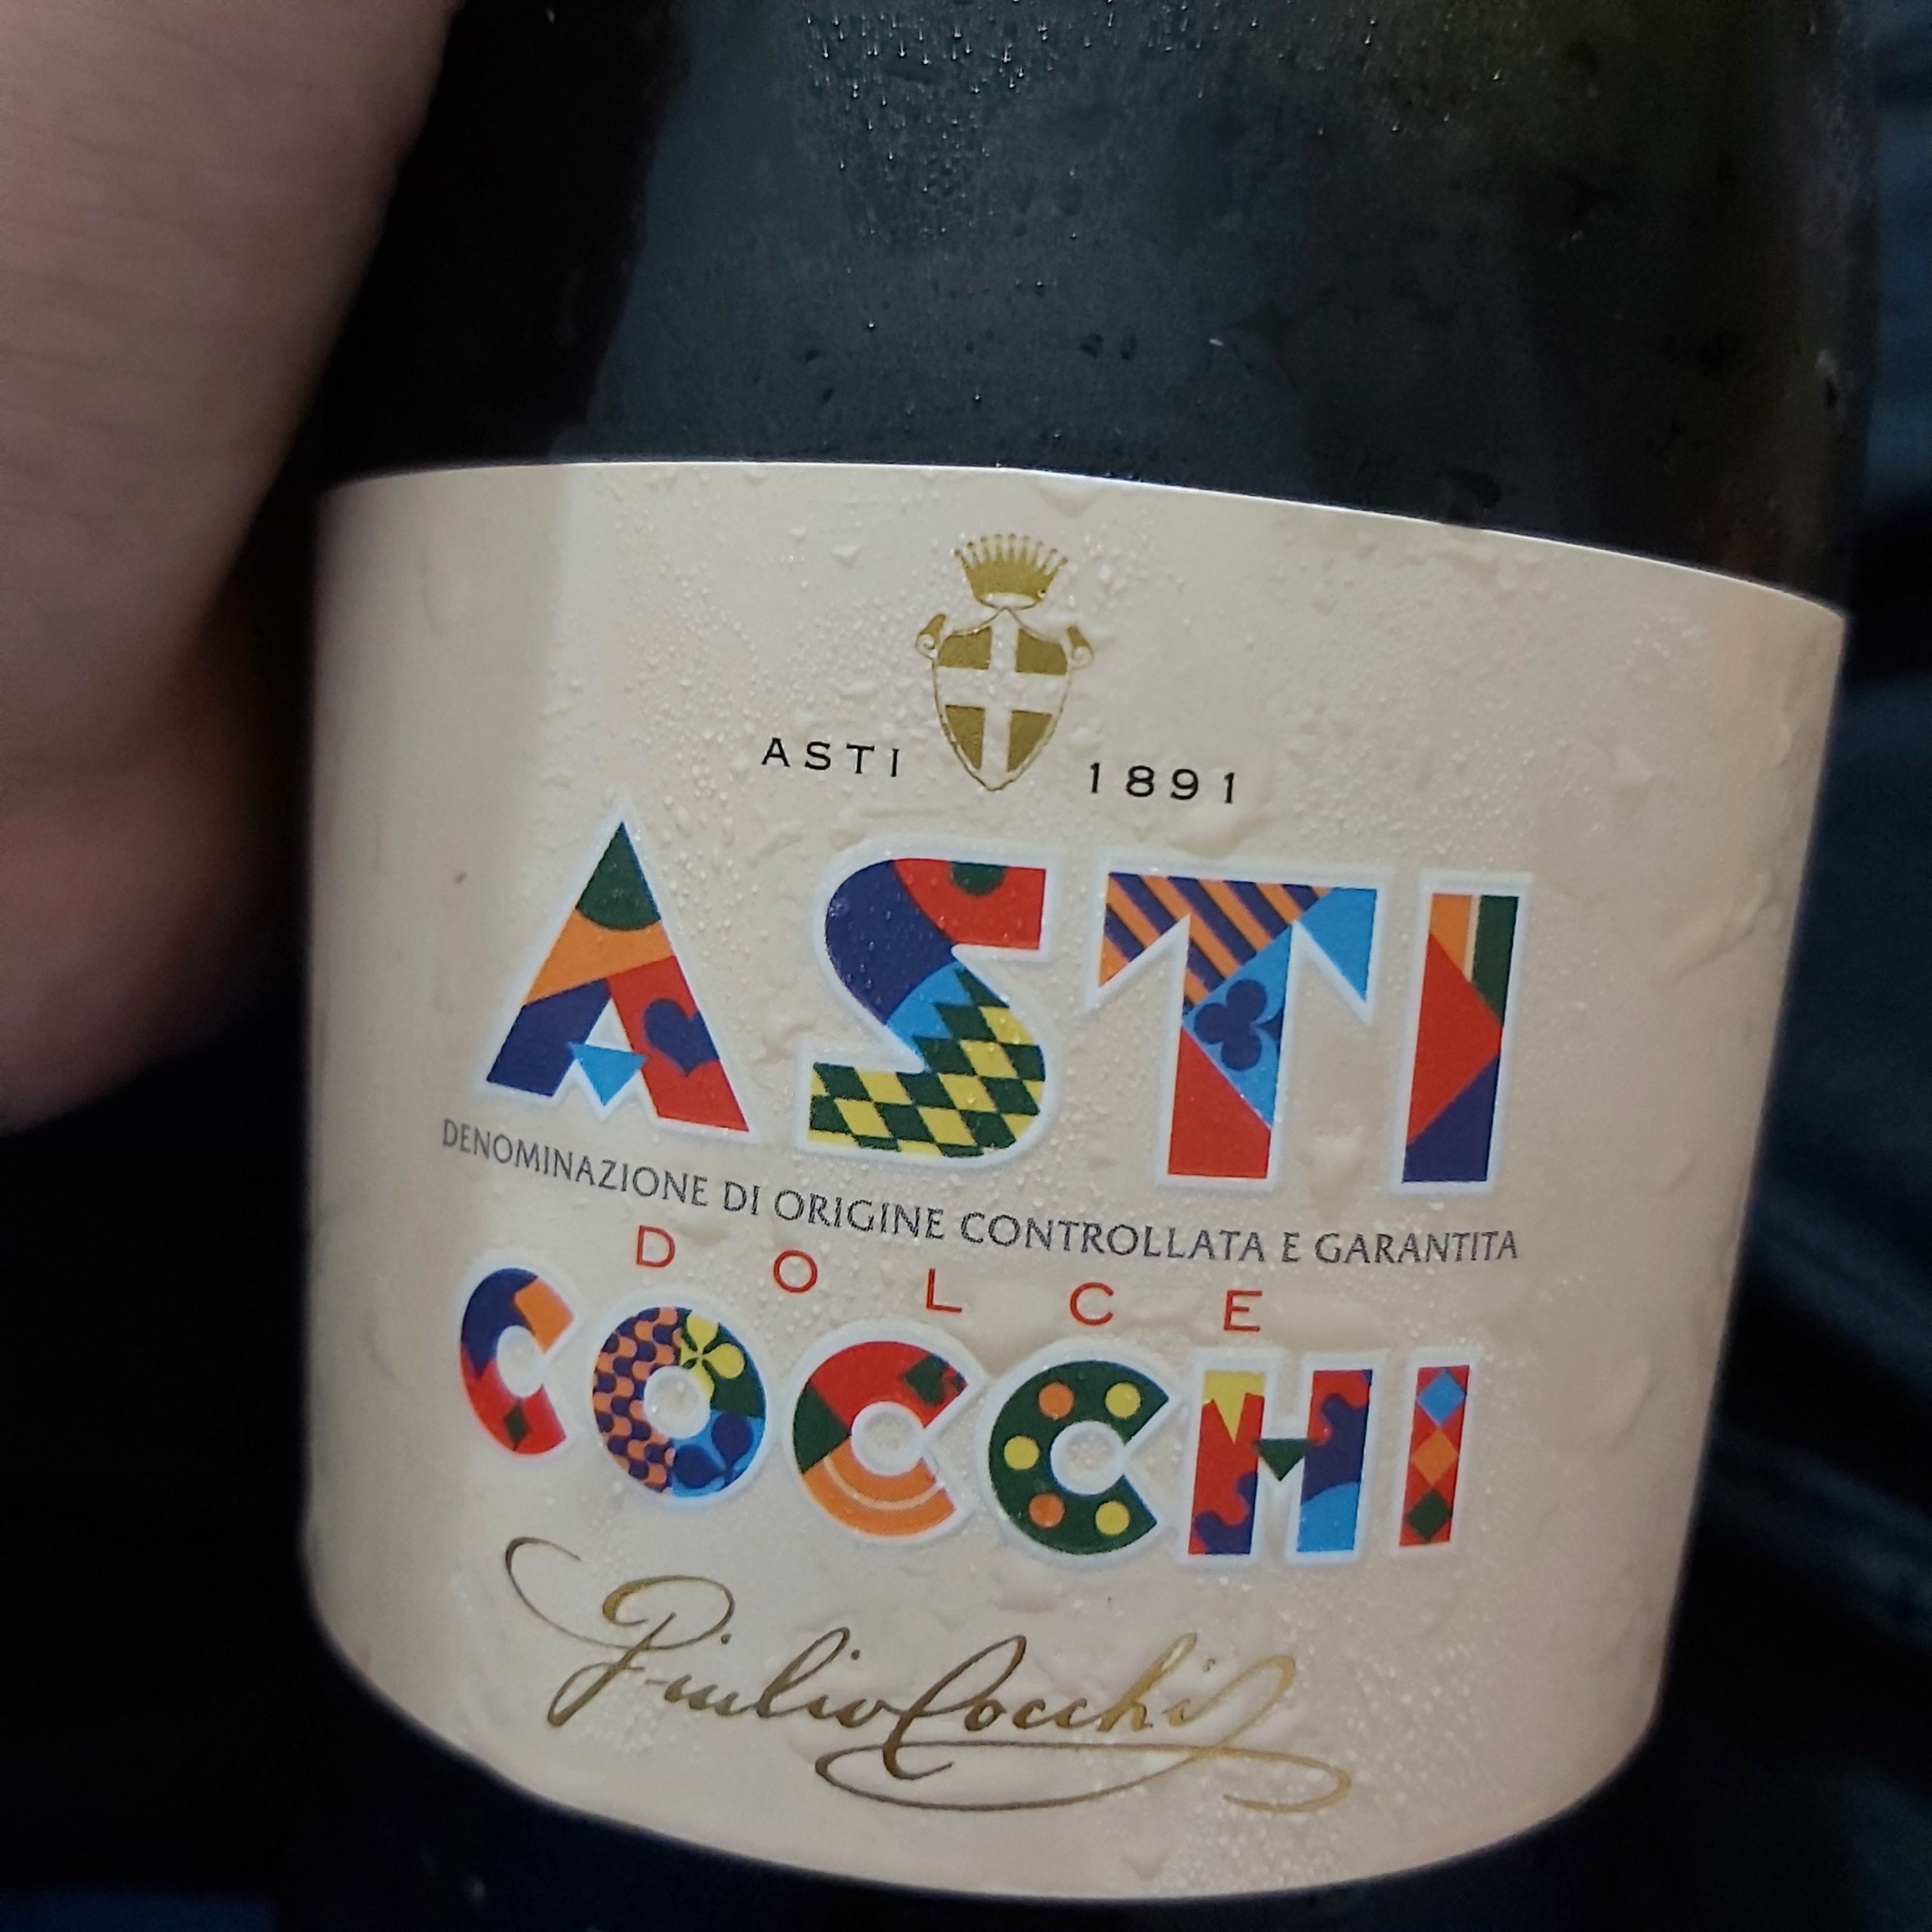 ASTI 1891
ASTI
DENOMINAZIONE DI ORIGINE CONTROLLATA E GARANTITA
DOLCE
COCCHI
Giulio Cocchi